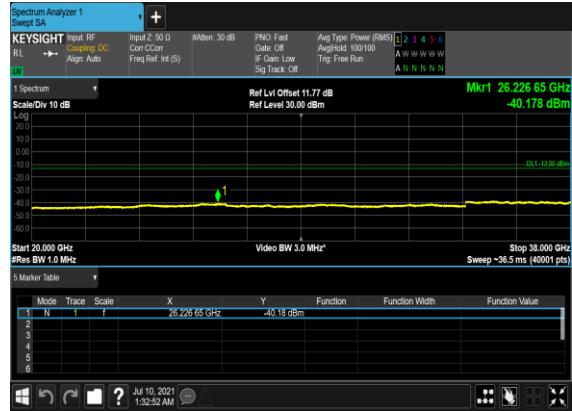 Spectrum Analyzer 1
Swept SA
+
KEYSIGHT Input: RF Input Z: 50 Ω #Atten: 30 dB PNO: Fast Avg Type: Power (RMS) 1 2 3 4 5 6
RL Coupling: DC Corr CCorr Gate: Off Avg|Hold: 100/100 A W W W W W
Align: Auto Freq Ref: Int (S) IF Gain: Low Trig: Free Run
Sig Track: Off A N N N N N
1 Spectrum Ref Lvl Offset 11.77 dB Mkr1 26.226 65 GHz
Scale/Div 10 dB Ref Level 30.00 dBm -40.178 dBm
Log
20.0
10.0
0.00
-10.0
DL1 -13.00 dBm
-20.0
-30.0
1
-40.0
-50.0
-60.0
Start 20.000 GHz Video BW 3.0 MHz* Stop 38.000 GHz
#Res BW 1.0 MHz Sweep ~36.5 ms (40001 pts)
5 Marker Table
Mode Trace Scale X Y Function Function Width Function Value
1 N 1 f 26.226 65 GHz -40.18 dBm
2
3
4
5
6
? Jul 10, 2021
1:32:52 AM